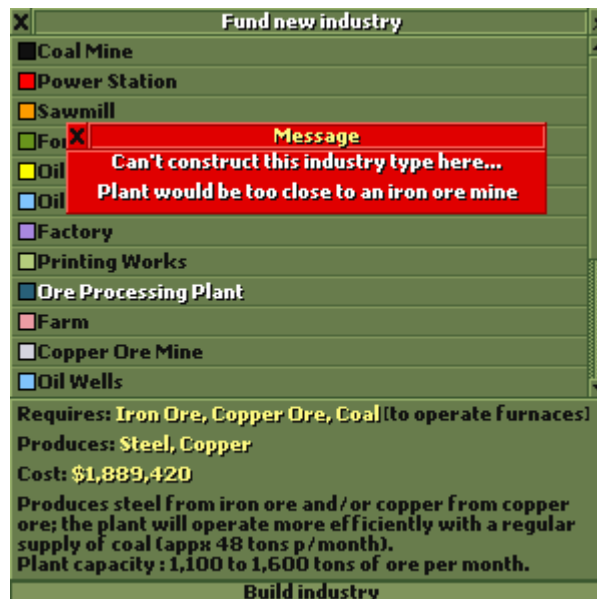 X Fund new industry
Coal Mine
Power Station
Sawmill
X Message
Can't construct this industry type here...
Oil
Plant would be too close to an iron ore mine
Oil
Factory
Printing Works
Ore Processing Plant
Farm
Copper Ore Mine
Oil Wells
Requires: Iron Ore, Copper Ore, Coal (to operate furnaces)
Produces: Steel, Copper
Cost: $1,889,420
Produces steel from iron ore and/or copper from copper
ore; the plant will operate more efficiently with a regular
supply of coal (appx 48 tons p/month).
Plant capacity : 1,100 to 1,600 tons of ore per month.
Build industry